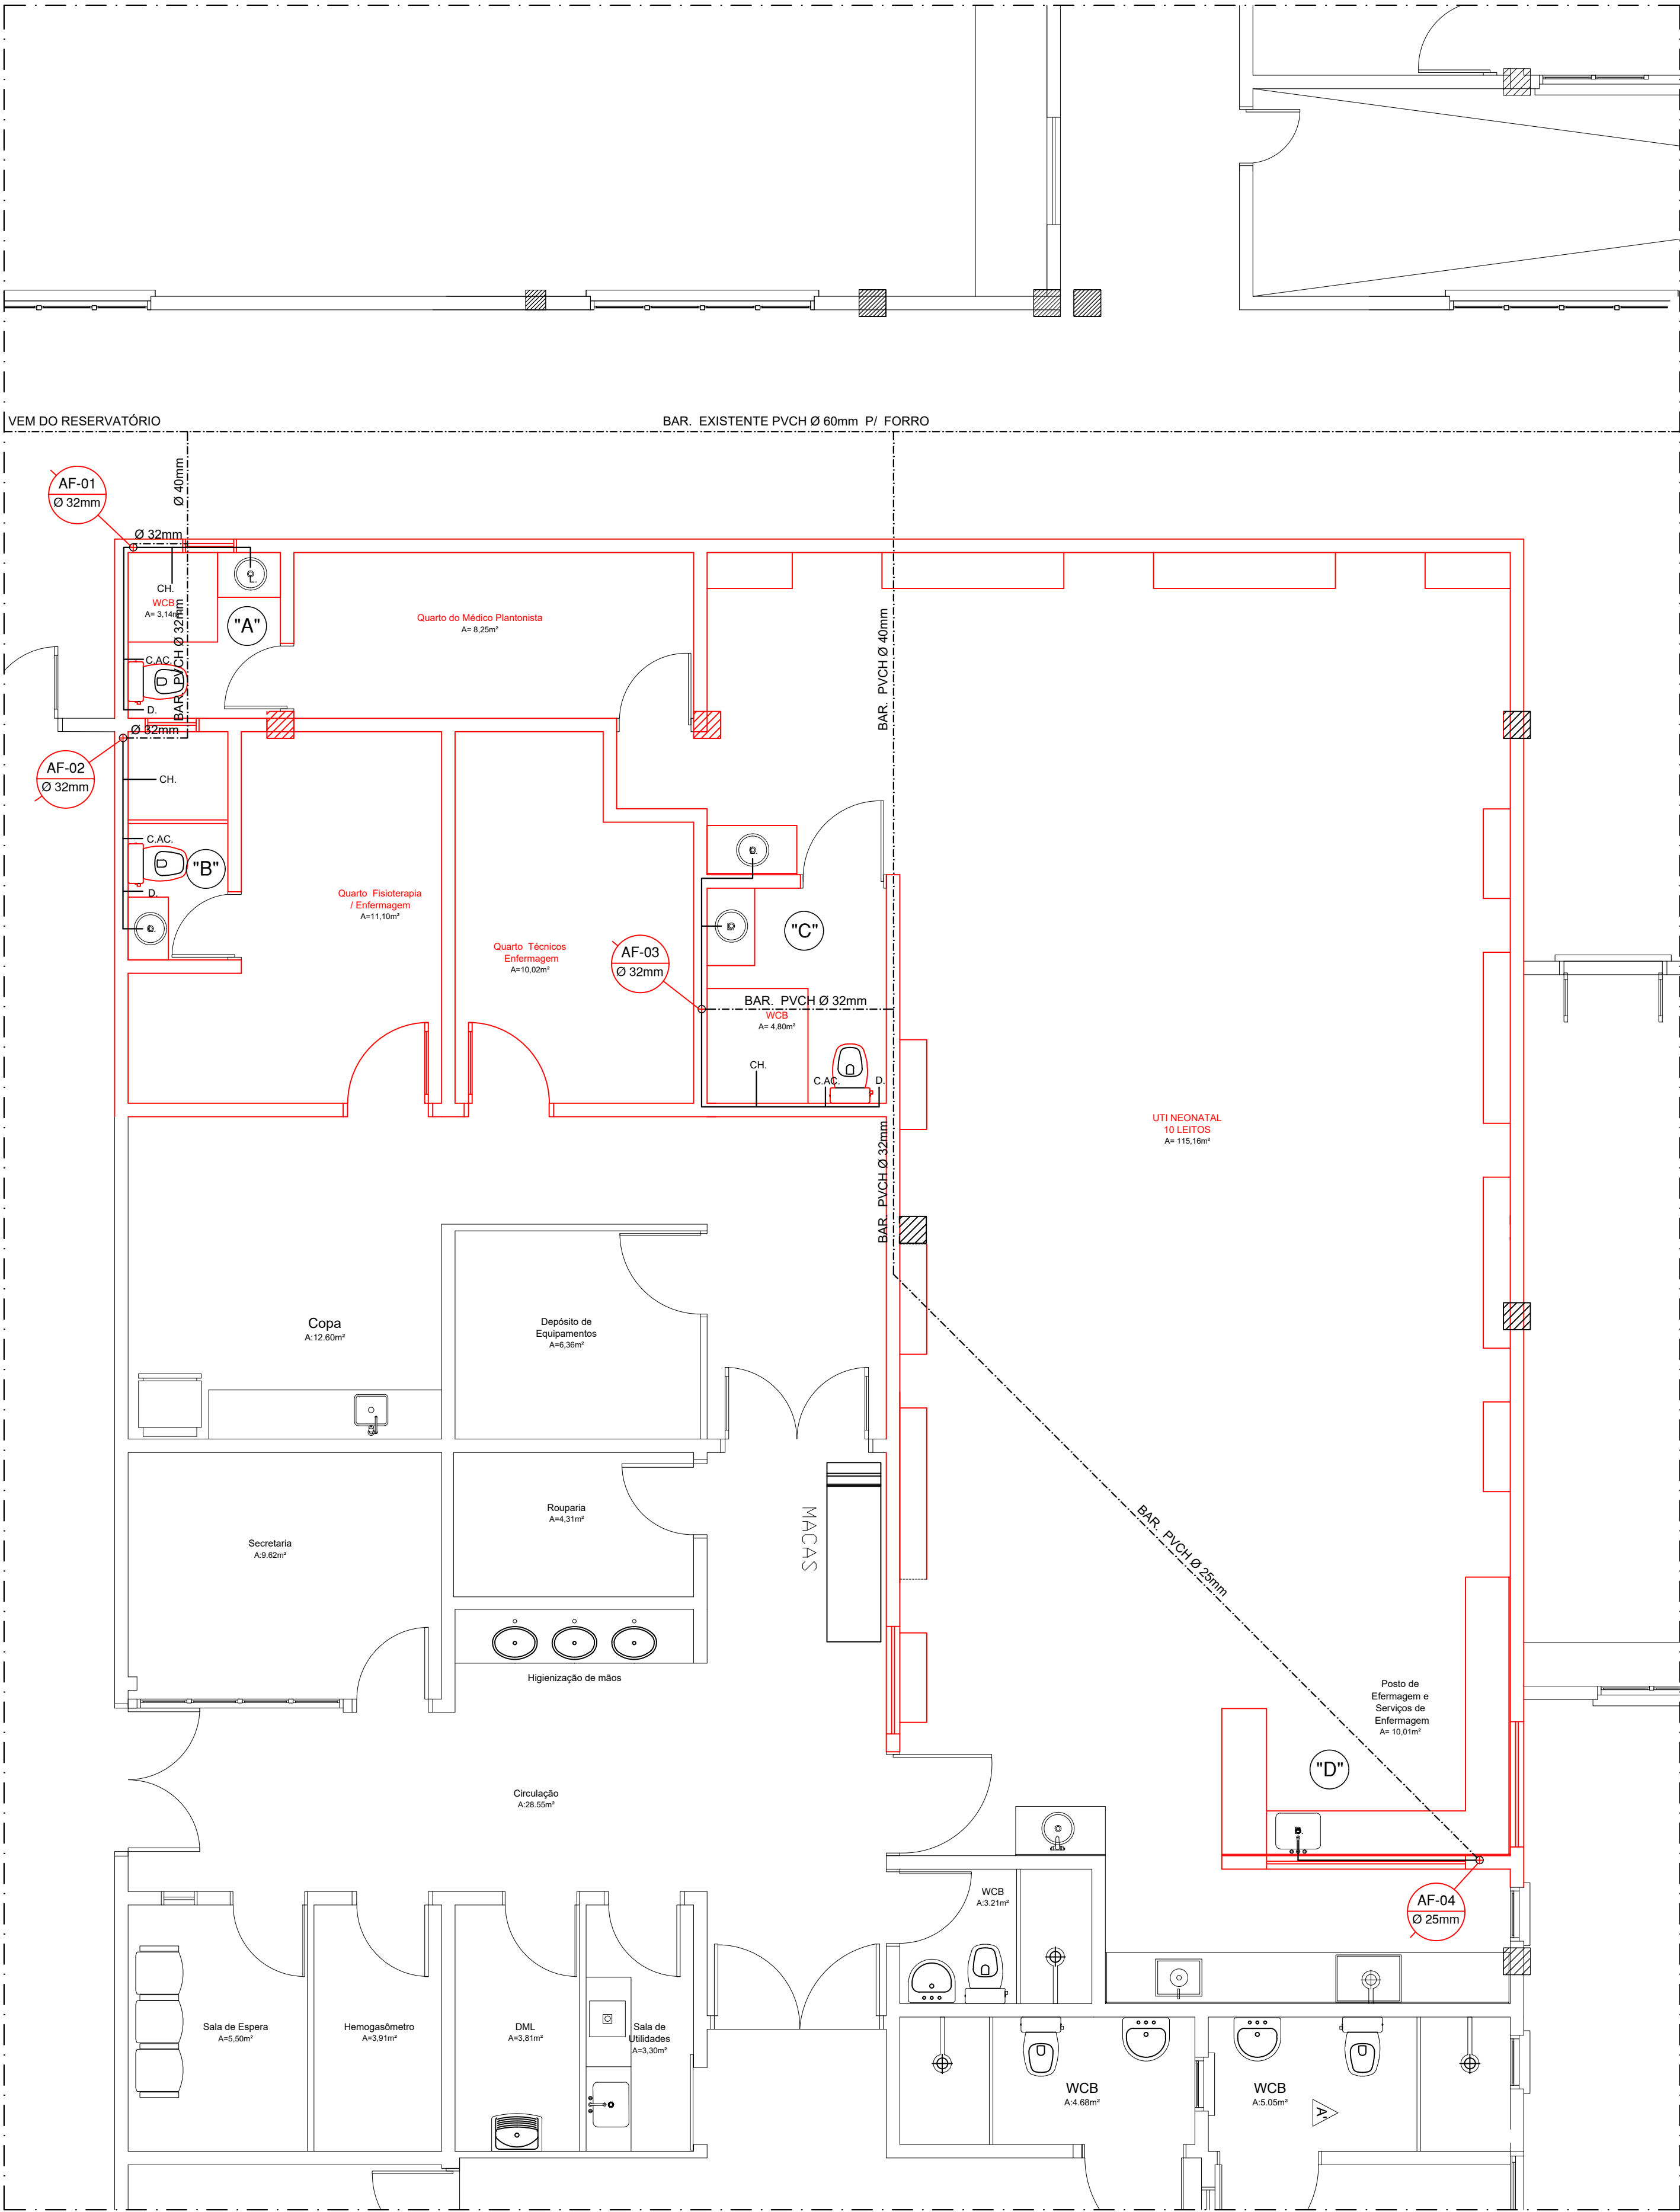 VEM DO RESERVATÓRIO
BAR. EXISTENTE PVCH Ø 60mm P/ FORRO
AF-01
Ø 32mm
Ø 40mm
Ø 32mm
CH.
WCB
A= 3,14m²
L.
"A"
BAR. PVCH Ø 32mm
C.AC.
D.
Quarto do Médico Plantonista
A= 8,25m²
BAR. PVCH Ø 40mm
Ø 32mm
AF-02
Ø 32mm
CH.
C.AC.
"B"
D.
Quarto Fisioterapia
/ Enfermagem
A=11,10m²
Quarto Técnicos
Enfermagem
A=10,02m²
AF-03
Ø 32mm
"C"
BAR. PVCH Ø 32mm
WCB
A= 4,80m²
CH.
C.AC.
D.
BAR. PVCH Ø 32mm
UTI NEONATAL
10 LEITOS
A= 115,16m²
Copa
A:12.60m²
Depósito de
Equipamentos
A=6,36m²
Secretaria
A:9.62m²
Rouparia
A=4,31m²
MACAS
BAR. PVCH Ø 25mm
Higienização de mãos
Posto de
Efermagem e
Serviços de
Enfermagem
A= 10,01m²
"D"
Circulação
A:28.55m²
AF-04
Ø 25mm
WCB
A:3.21m²
Sala de Espera
A=5,50m²
Hemogasômetro
A=3,91m²
DML
A=3,81m²
Sala de
Utilidades
A=3,30m²
WCB
A:4.68m²
WCB
A:5.05m²
A'